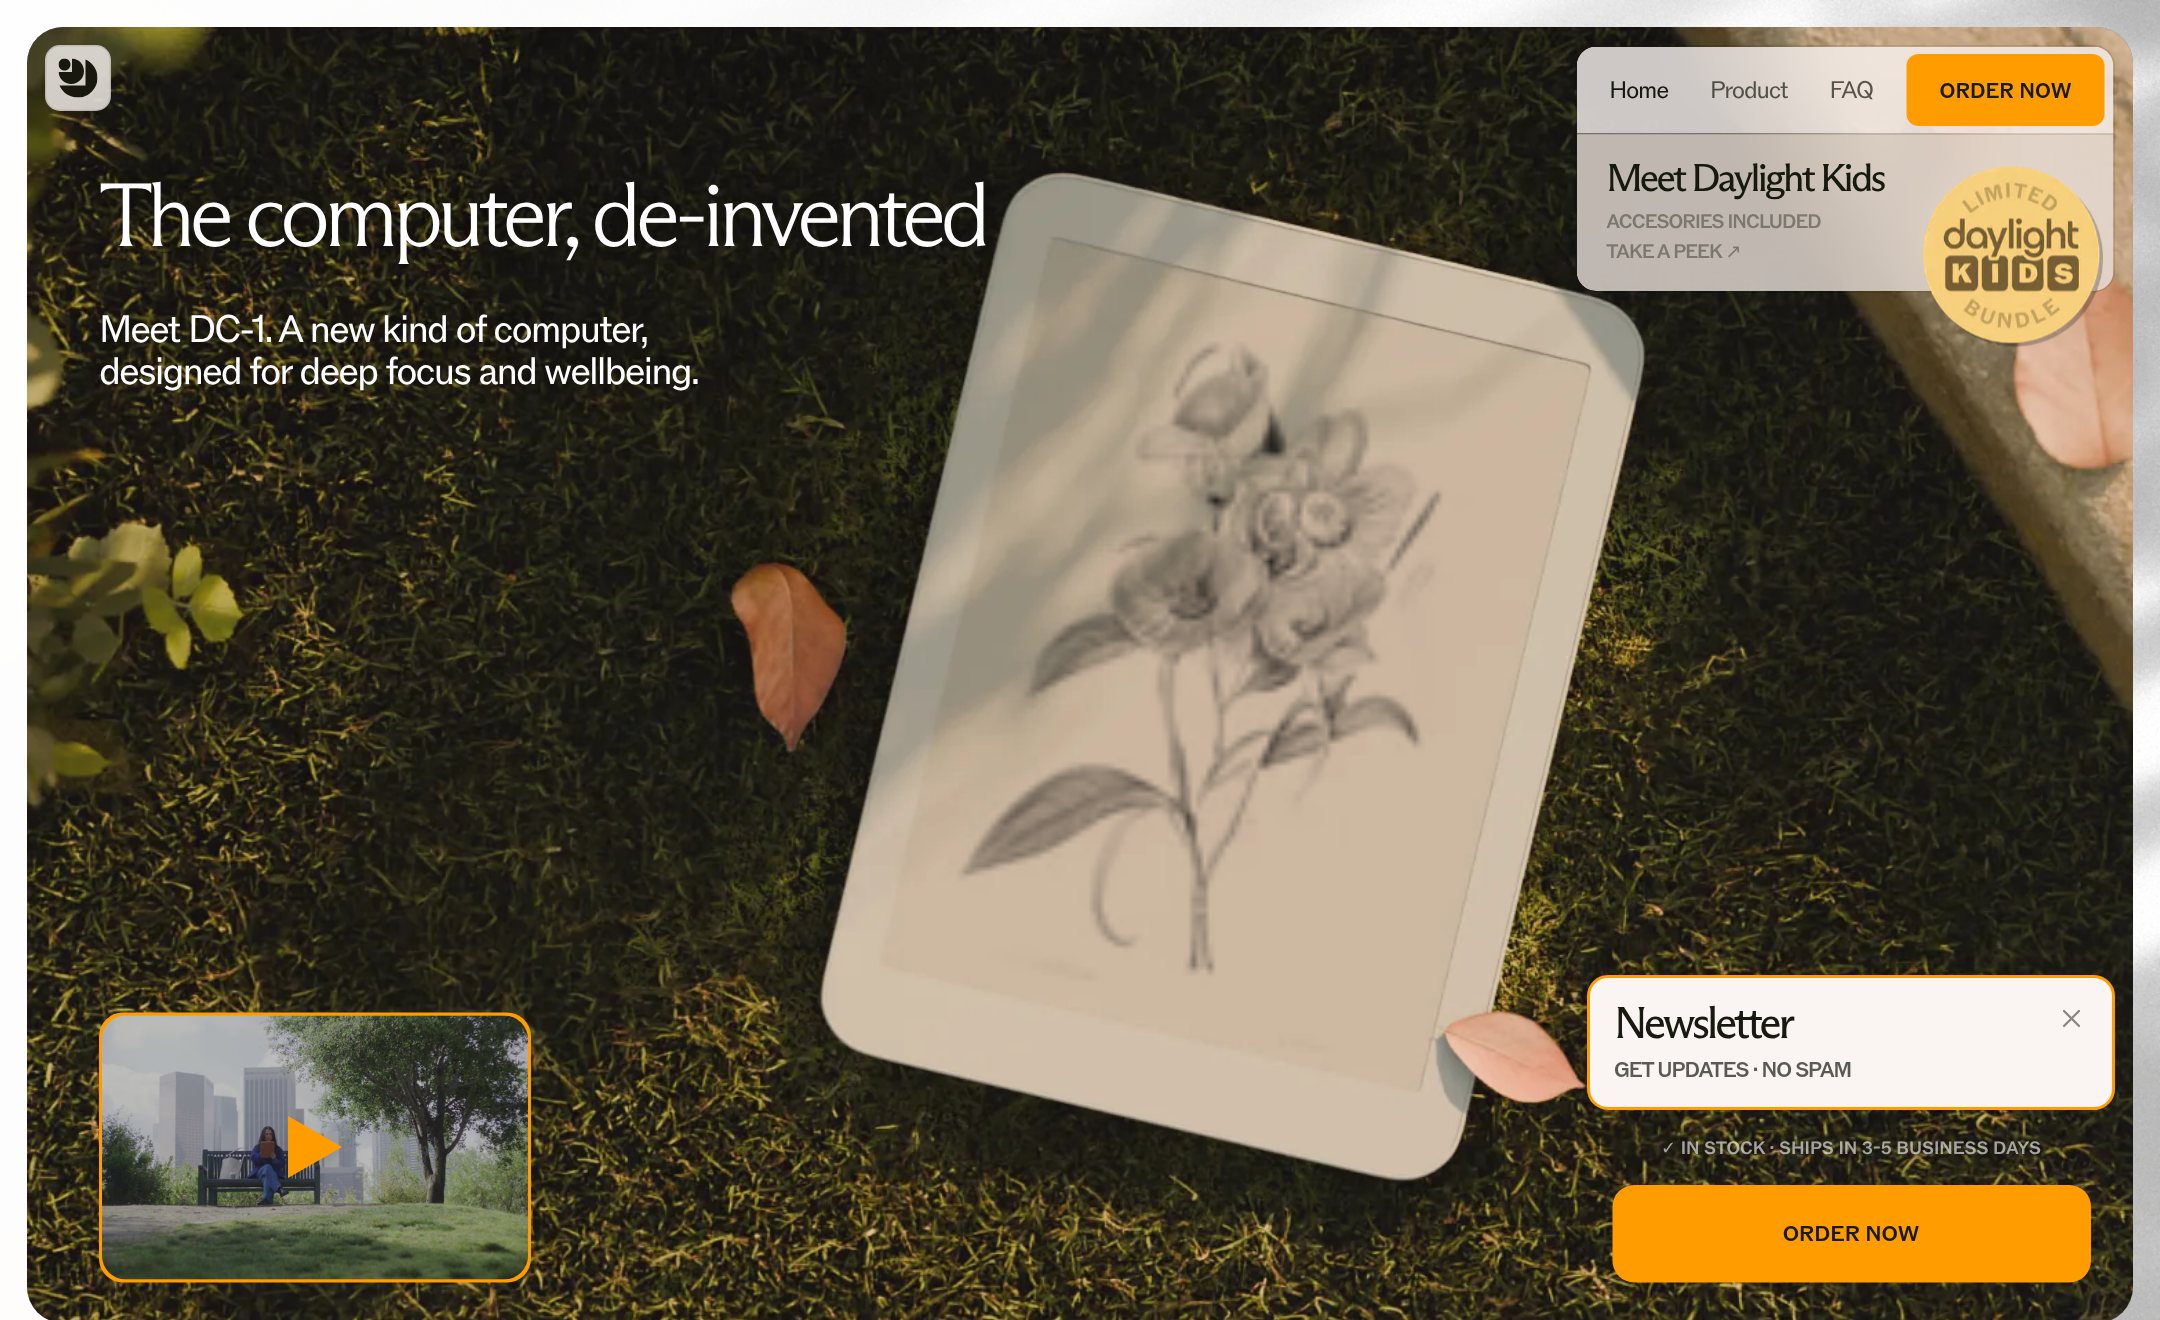 Home Product FAQ ORDER NOW
The computer, de-invented
Meet DC-1. A new kind of computer,
designed for deep focus and wellbeing.
Meet Daylight Kids
ACCESORIES INCLUDED
TAKE A PEEK ↗
LIMITED
daylight
KIDS
BUNDLE
Newsletter
GET UPDATES · NO SPAM
✓ IN STOCK · SHIPS IN 3-5 BUSINESS DAYS
ORDER NOW